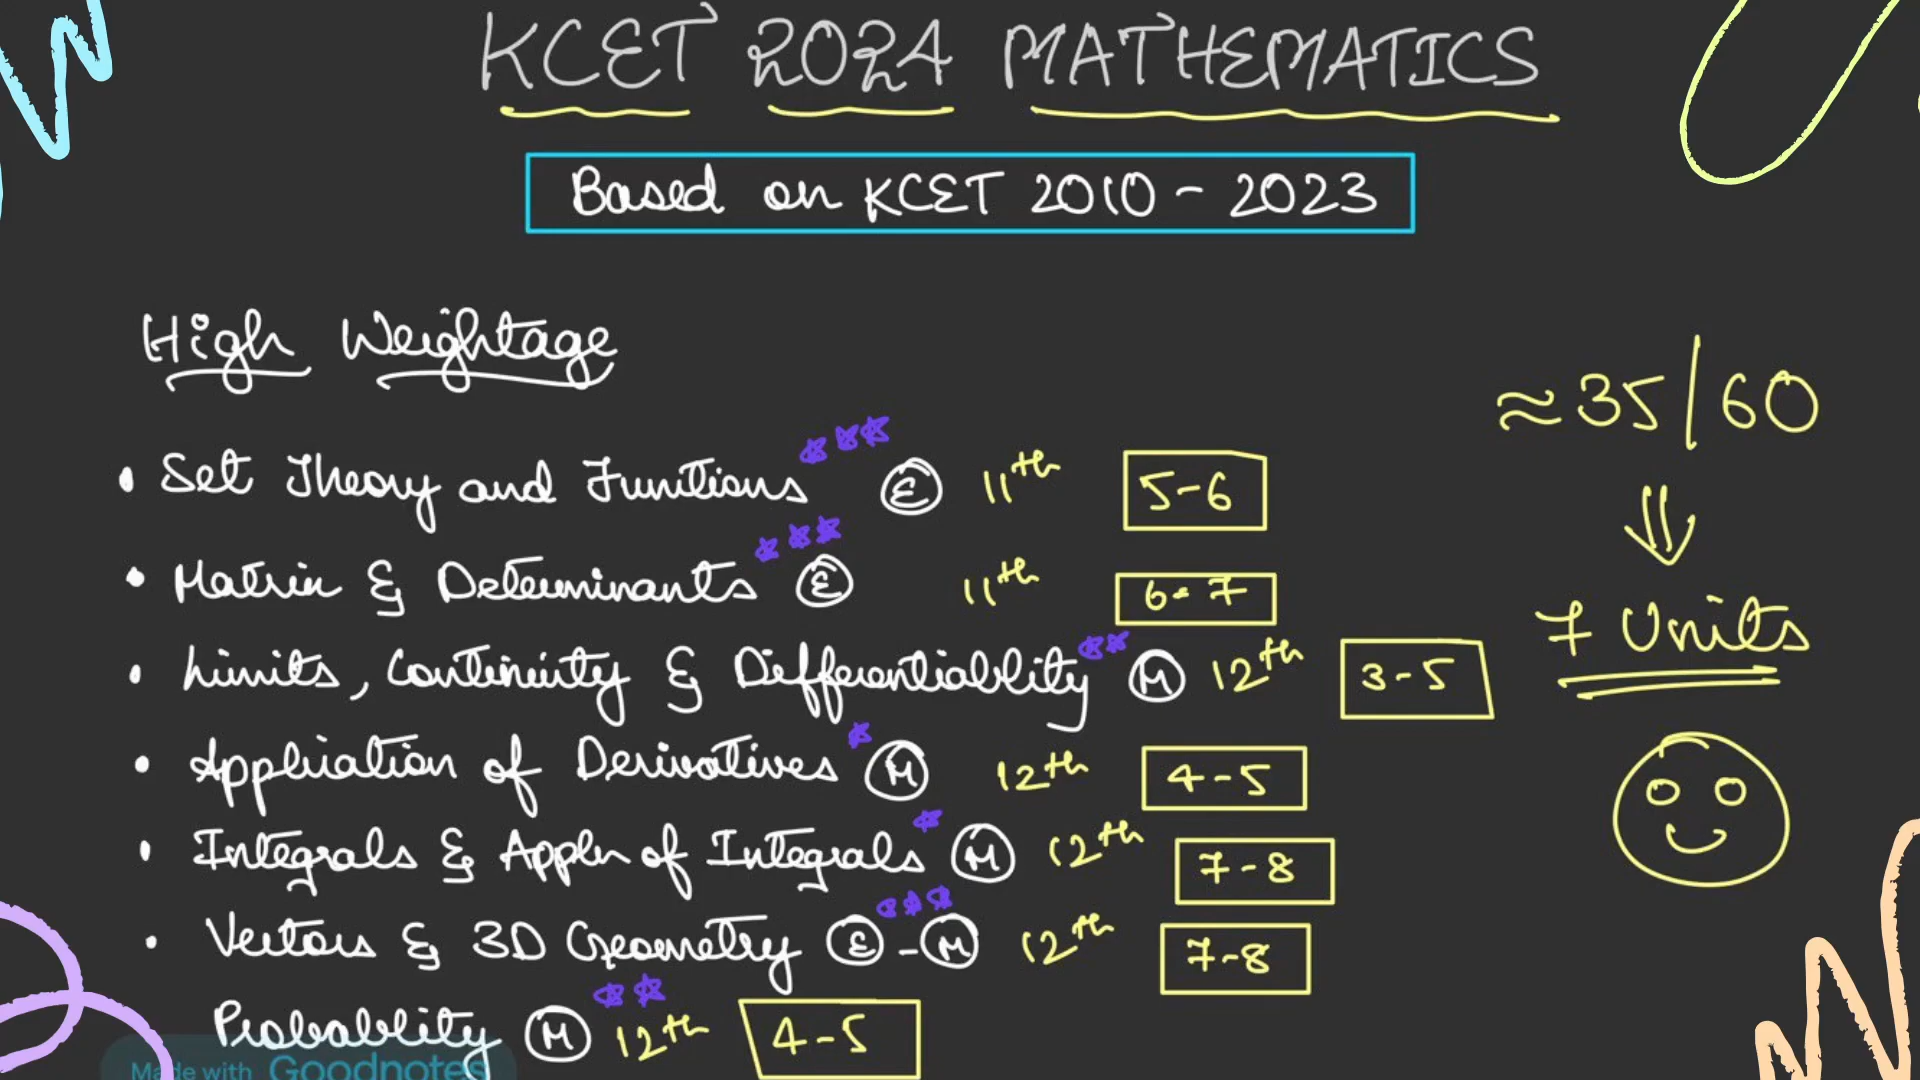 KCET 2024 MATHEMATICS
Based on KCET 2010 - 2023
High Weightage
≈ 35/60
• Set Theory and Functions E 11th 5-6
• Matrix & Determinants E 11th 6-7
7 Units
• Limits, Continuity & Differentiablity M 12th 3-5
• Application of Derivatives M 12th 4-5
• Integrals & Appln of Integrals M 12th 7-8
• Vectors & 3D Geometry E - M 12th 7-8
Probablity M 12th 4-5
Made with Goodnotes